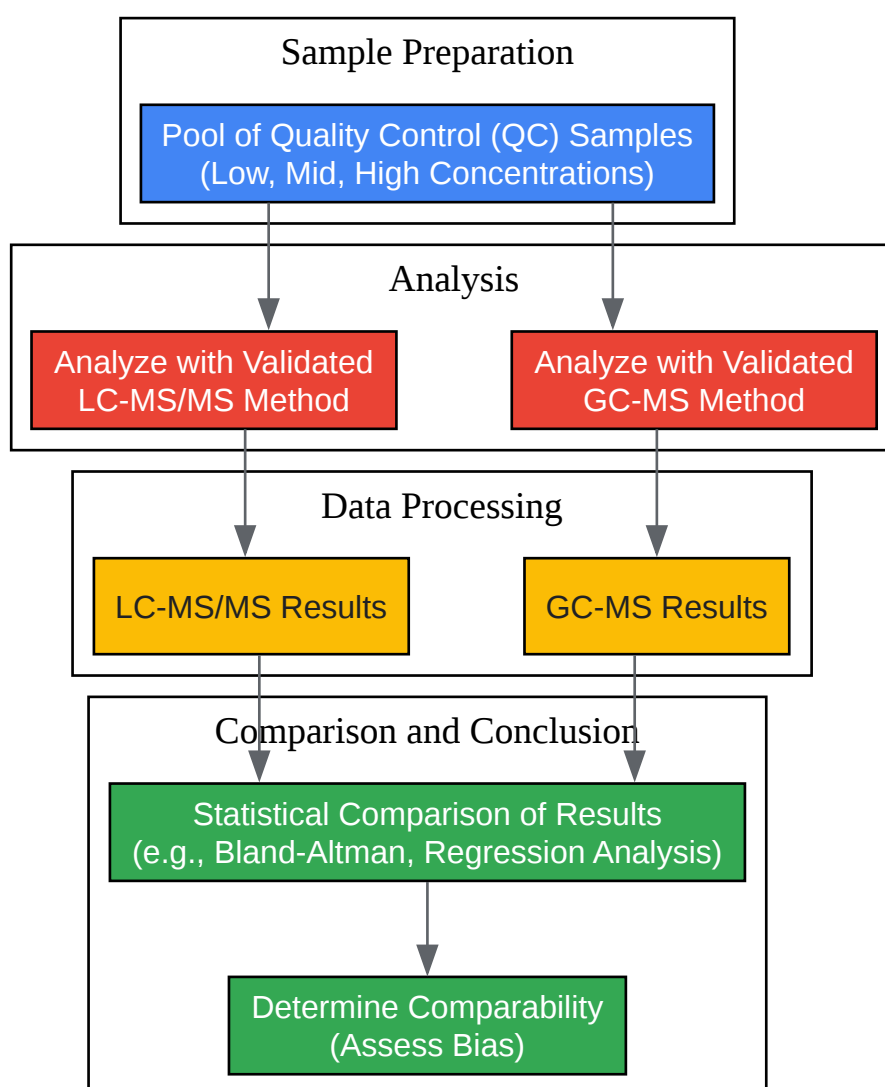 Sample Preparation
Pool of Quality Control (QC) Samples
(Low, Mid, High Concentrations)
Analysis
Analyze with Validated
LC-MS/MS Method
Analyze with Validated
GC-MS Method
Data Processing
LC-MS/MS Results
GC-MS Results
Comparison and Conclusion
Statistical Comparison of Results
(e.g., Bland-Altman, Regression Analysis)
Determine Comparability
(Assess Bias)